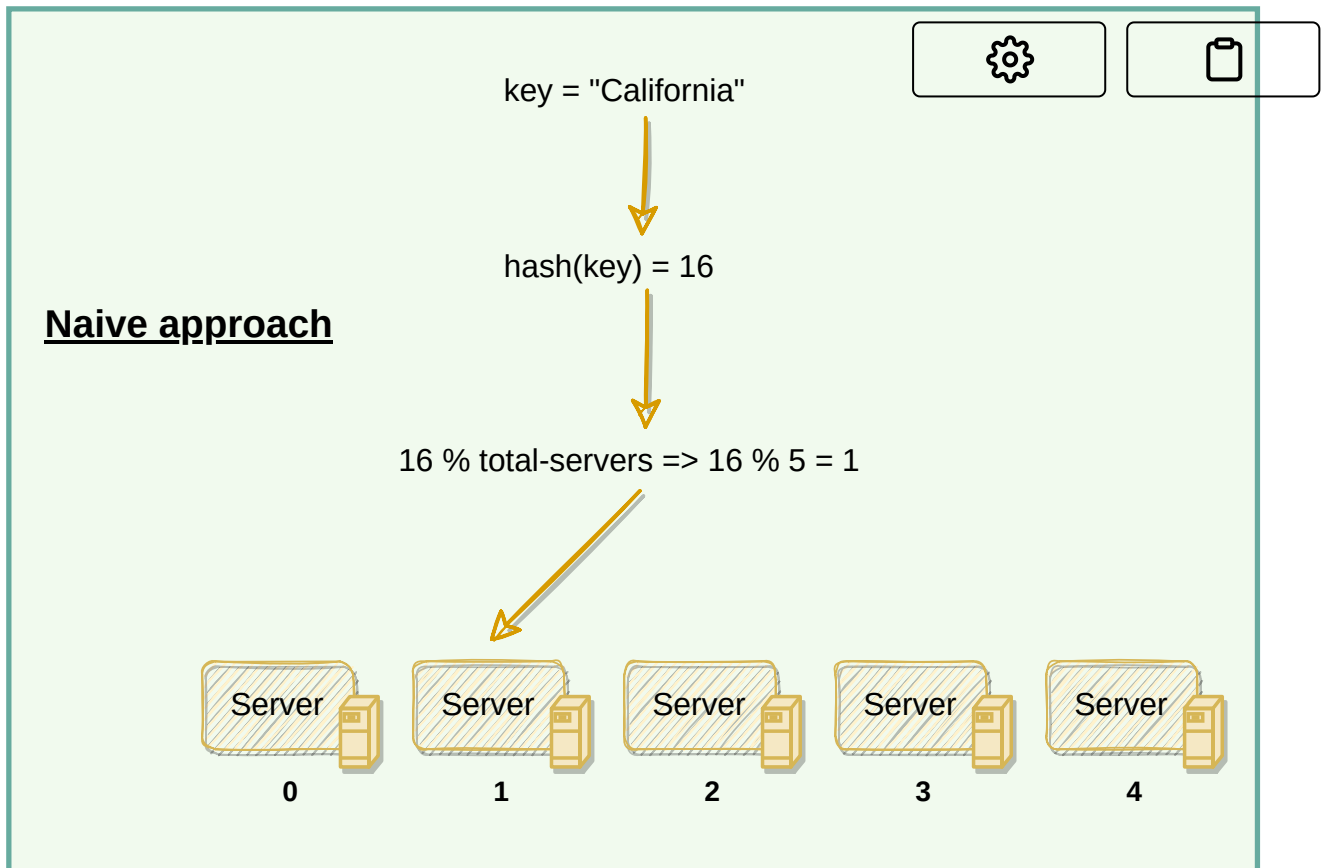 key = "California"
hash(key) = 16
Naive approach
16 % total-servers => 16 % 5 = 1
Server Server Server Server Server
0 1 2 3 4